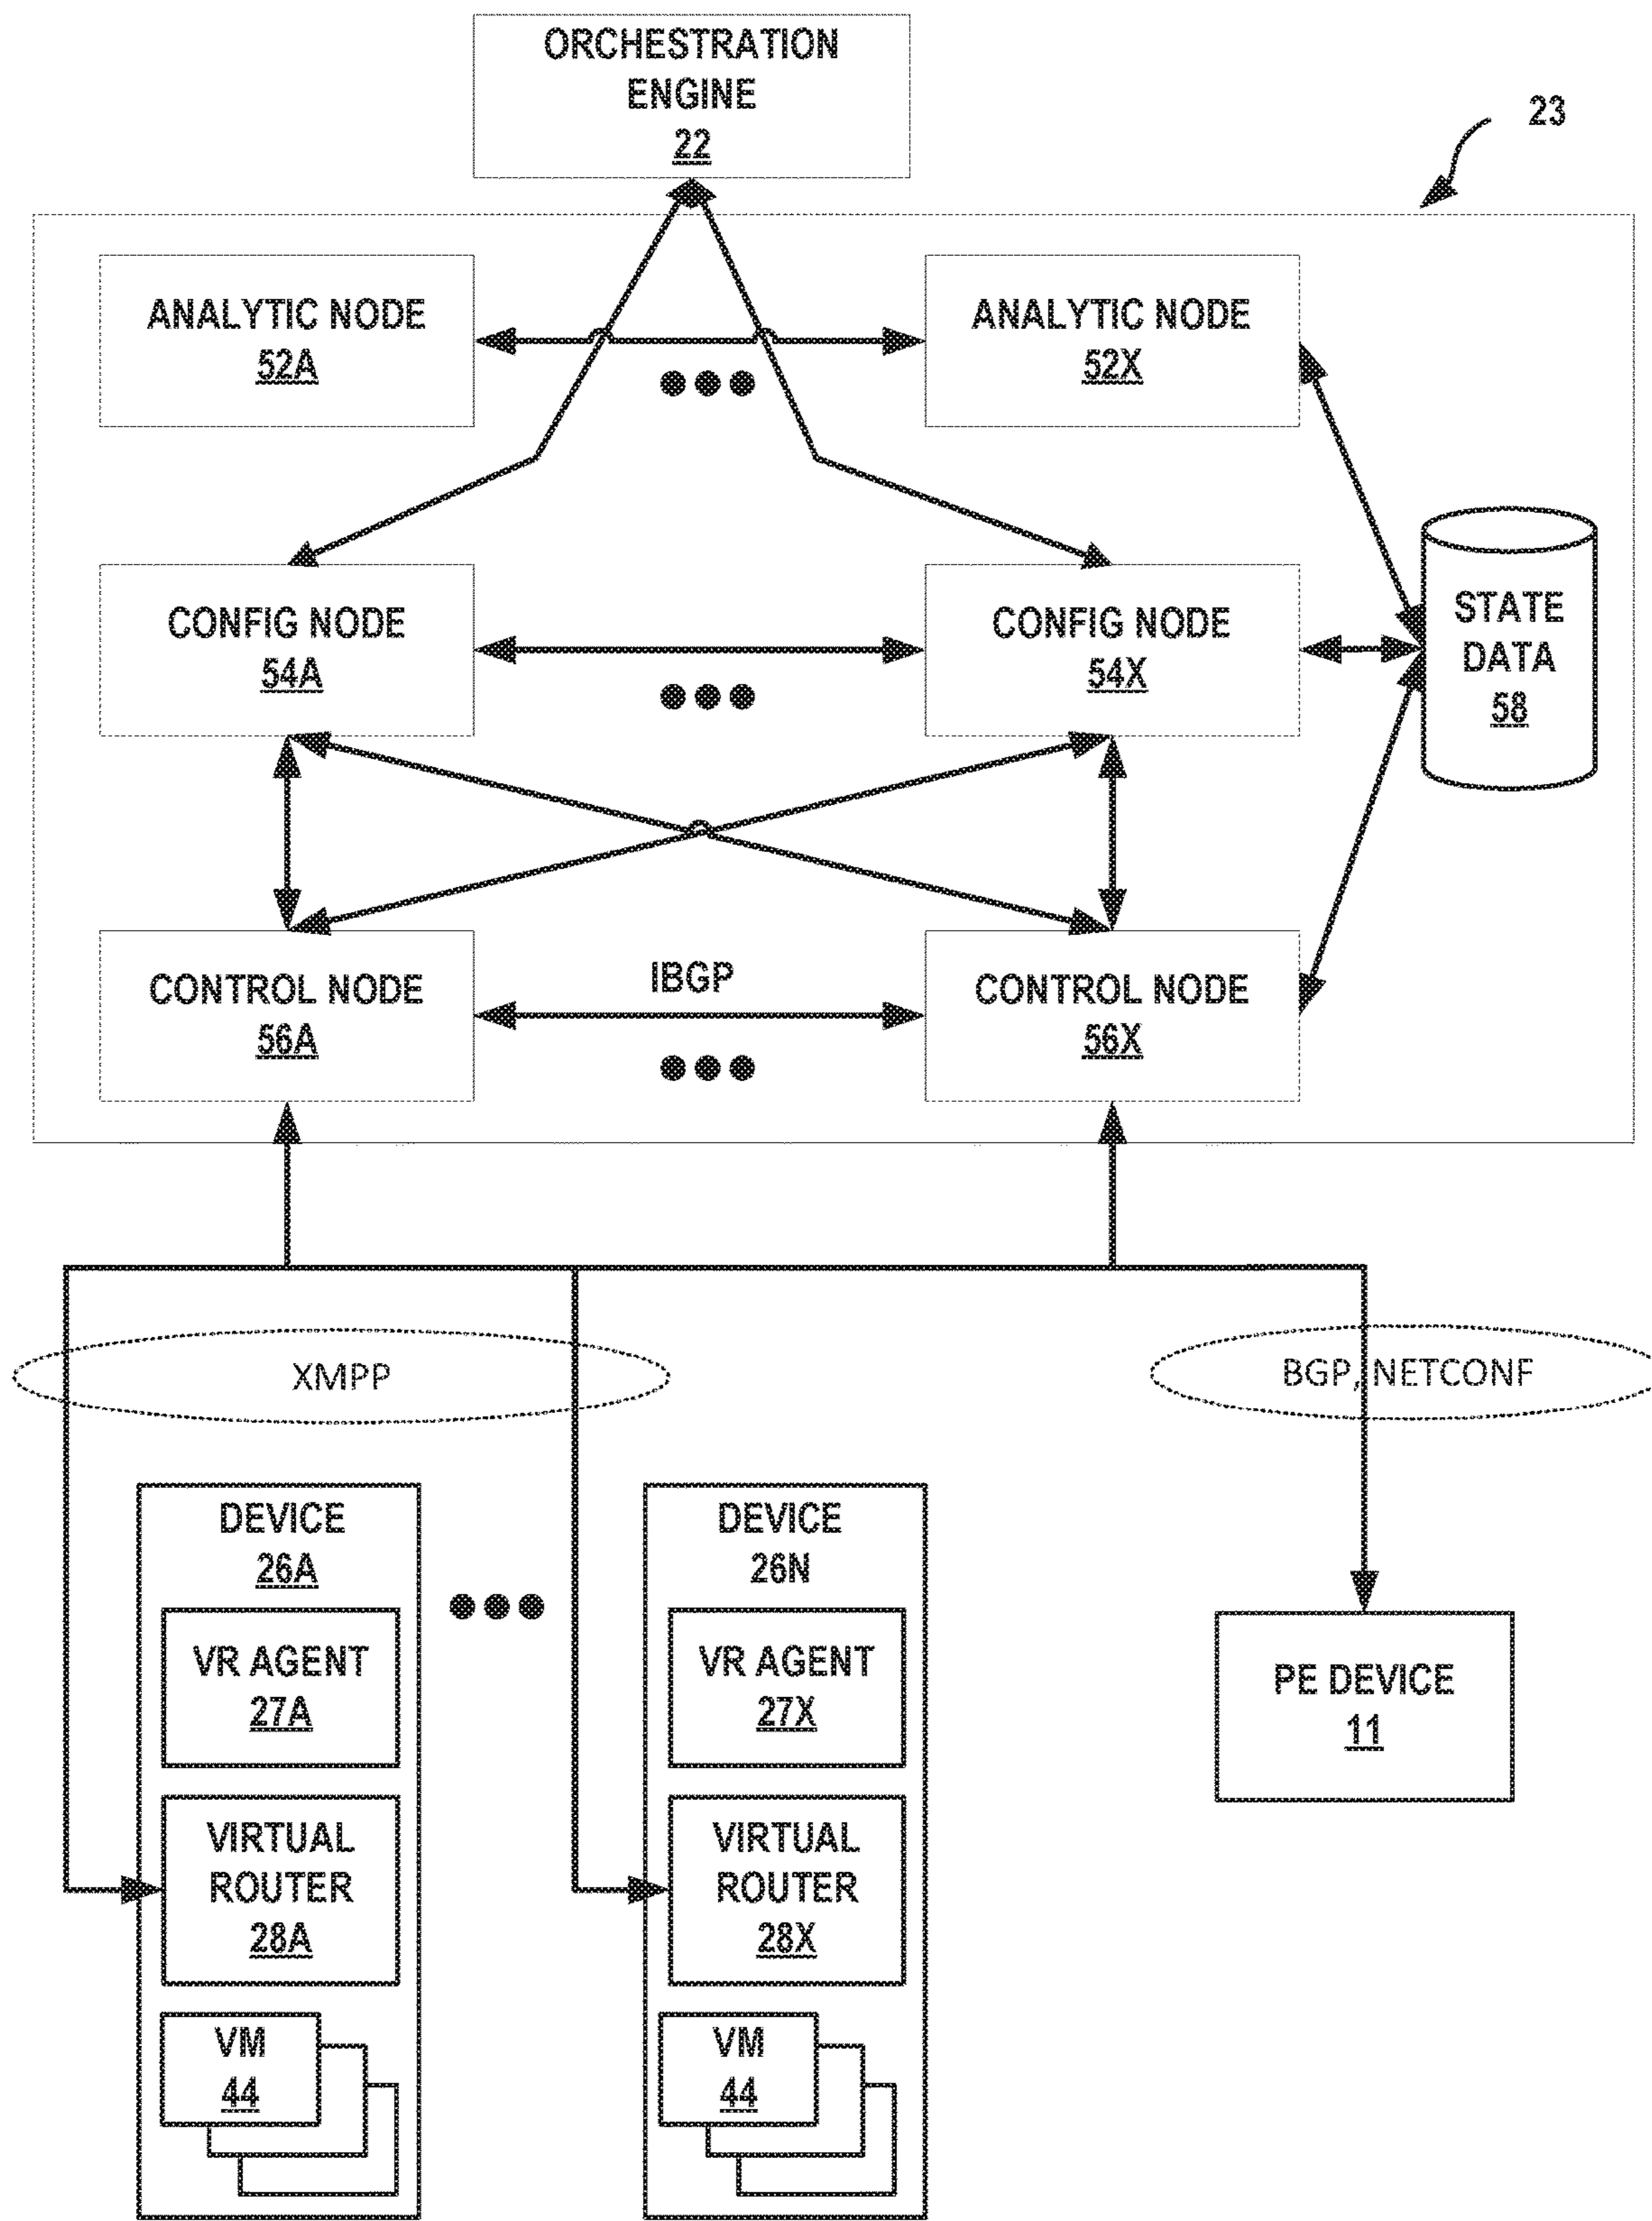 ORCHESTRATION
ENGINE
22
23
ANALYTIC NODE
52A
ANALYTIC NODE
52X
CONFIG NODE
54A
CONFIG NODE
54X
STATE
DATA
58
CONTROL NODE
56A
IBGP
CONTROL NODE
56X
XMPP
BGP, NETCONF
DEVICE
26A
VR AGENT
27A
VIRTUAL
ROUTER
28A
VM
44
DEVICE
26N
VR AGENT
27X
VIRTUAL
ROUTER
28X
VM
44
PE DEVICE
11